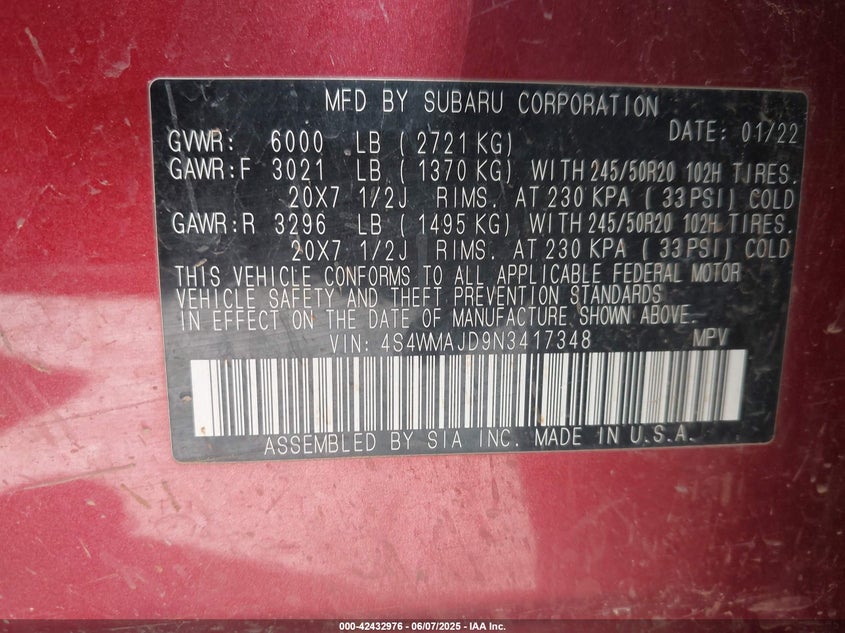 MFD BY SUBARU CORPORATION
DATE: 01/22
GVWR: 6000 LB ( 2721 KG)
GAWR:F 3021 LB ( 1370 KG) WITH 245/50R20 102H TIRES.
20X7 1/2J RIMS. AT 230 KPA ( 33 PSI) COLD
GAWR:R 3296 LB ( 1495 KG) WITH 245/50R20 102H TIRES.
20X7 1/2J RIMS. AT 230 KPA ( 33 PSI) COLD
THIS VEHICLE CONFORMS TO ALL APPLICABLE FEDERAL MOTOR
VEHICLE SAFETY AND THEFT PREVENTION STANDARDS
IN EFFECT ON THE DATE OF MANUFACTURE SHOWN ABOVE.
VIN: 4S4WMAJD9N3417348 MPV
ASSEMBLED BY SIA INC. MADE IN U.S.A.
000-42432976 - 06/07/2025 - IAA Inc.